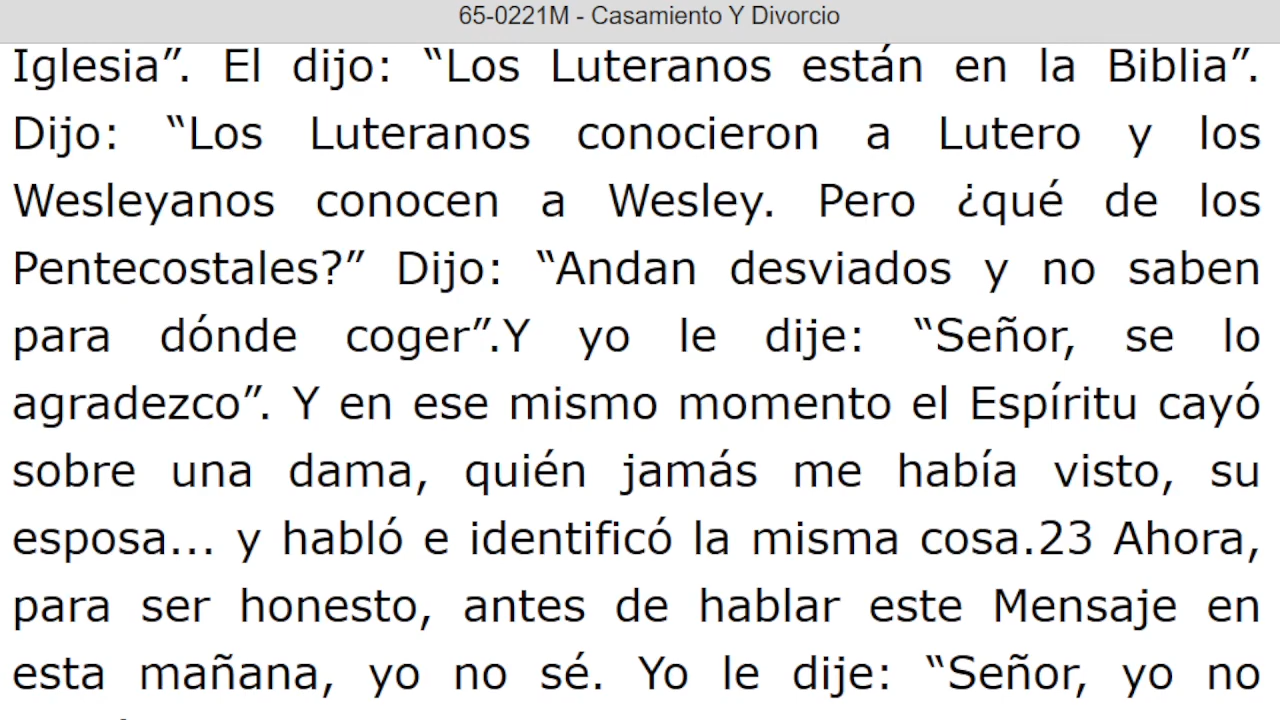 65-0221M - Casamiento Y Divorcio
Iglesia”. El dijo: “Los Luteranos están en la Biblia”.
Dijo: “Los Luteranos conocieron a Lutero y los
Wesleyanos conocen a Wesley. Pero ¿qué de los
Pentecostales?” Dijo: “Andan desviados y no saben
para dónde coger”.Y yo le dije: “Señor, se lo
agradezco”. Y en ese mismo momento el Espíritu cayó
sobre una dama, quién jamás me había visto, su
esposa... y habló e identificó la misma cosa.23 Ahora,
para ser honesto, antes de hablar este Mensaje en
esta mañana, yo no sé. Yo le dije: “Señor, yo no